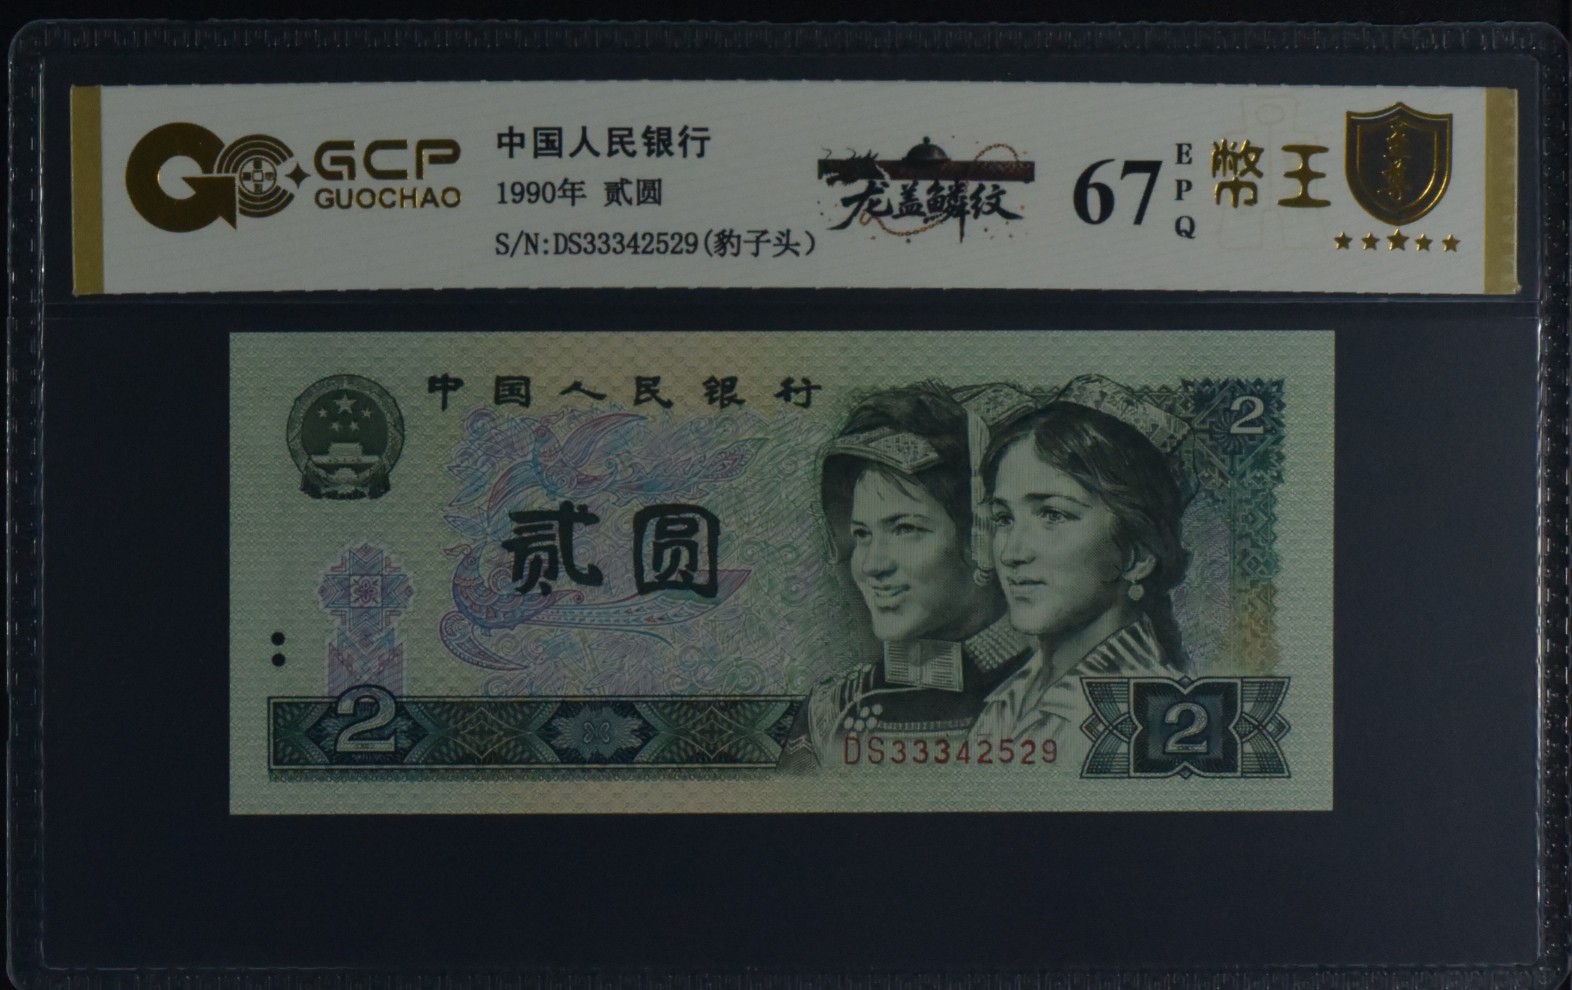 GCP
GUOCHAO
中国人民银行
1990年 贰圆
S/N:DS33342529(豹子头)
龙盖鳞纹
67
EPQ
幣王
至尊
中国人民银行
2
贰圆
2
DS33342529
2